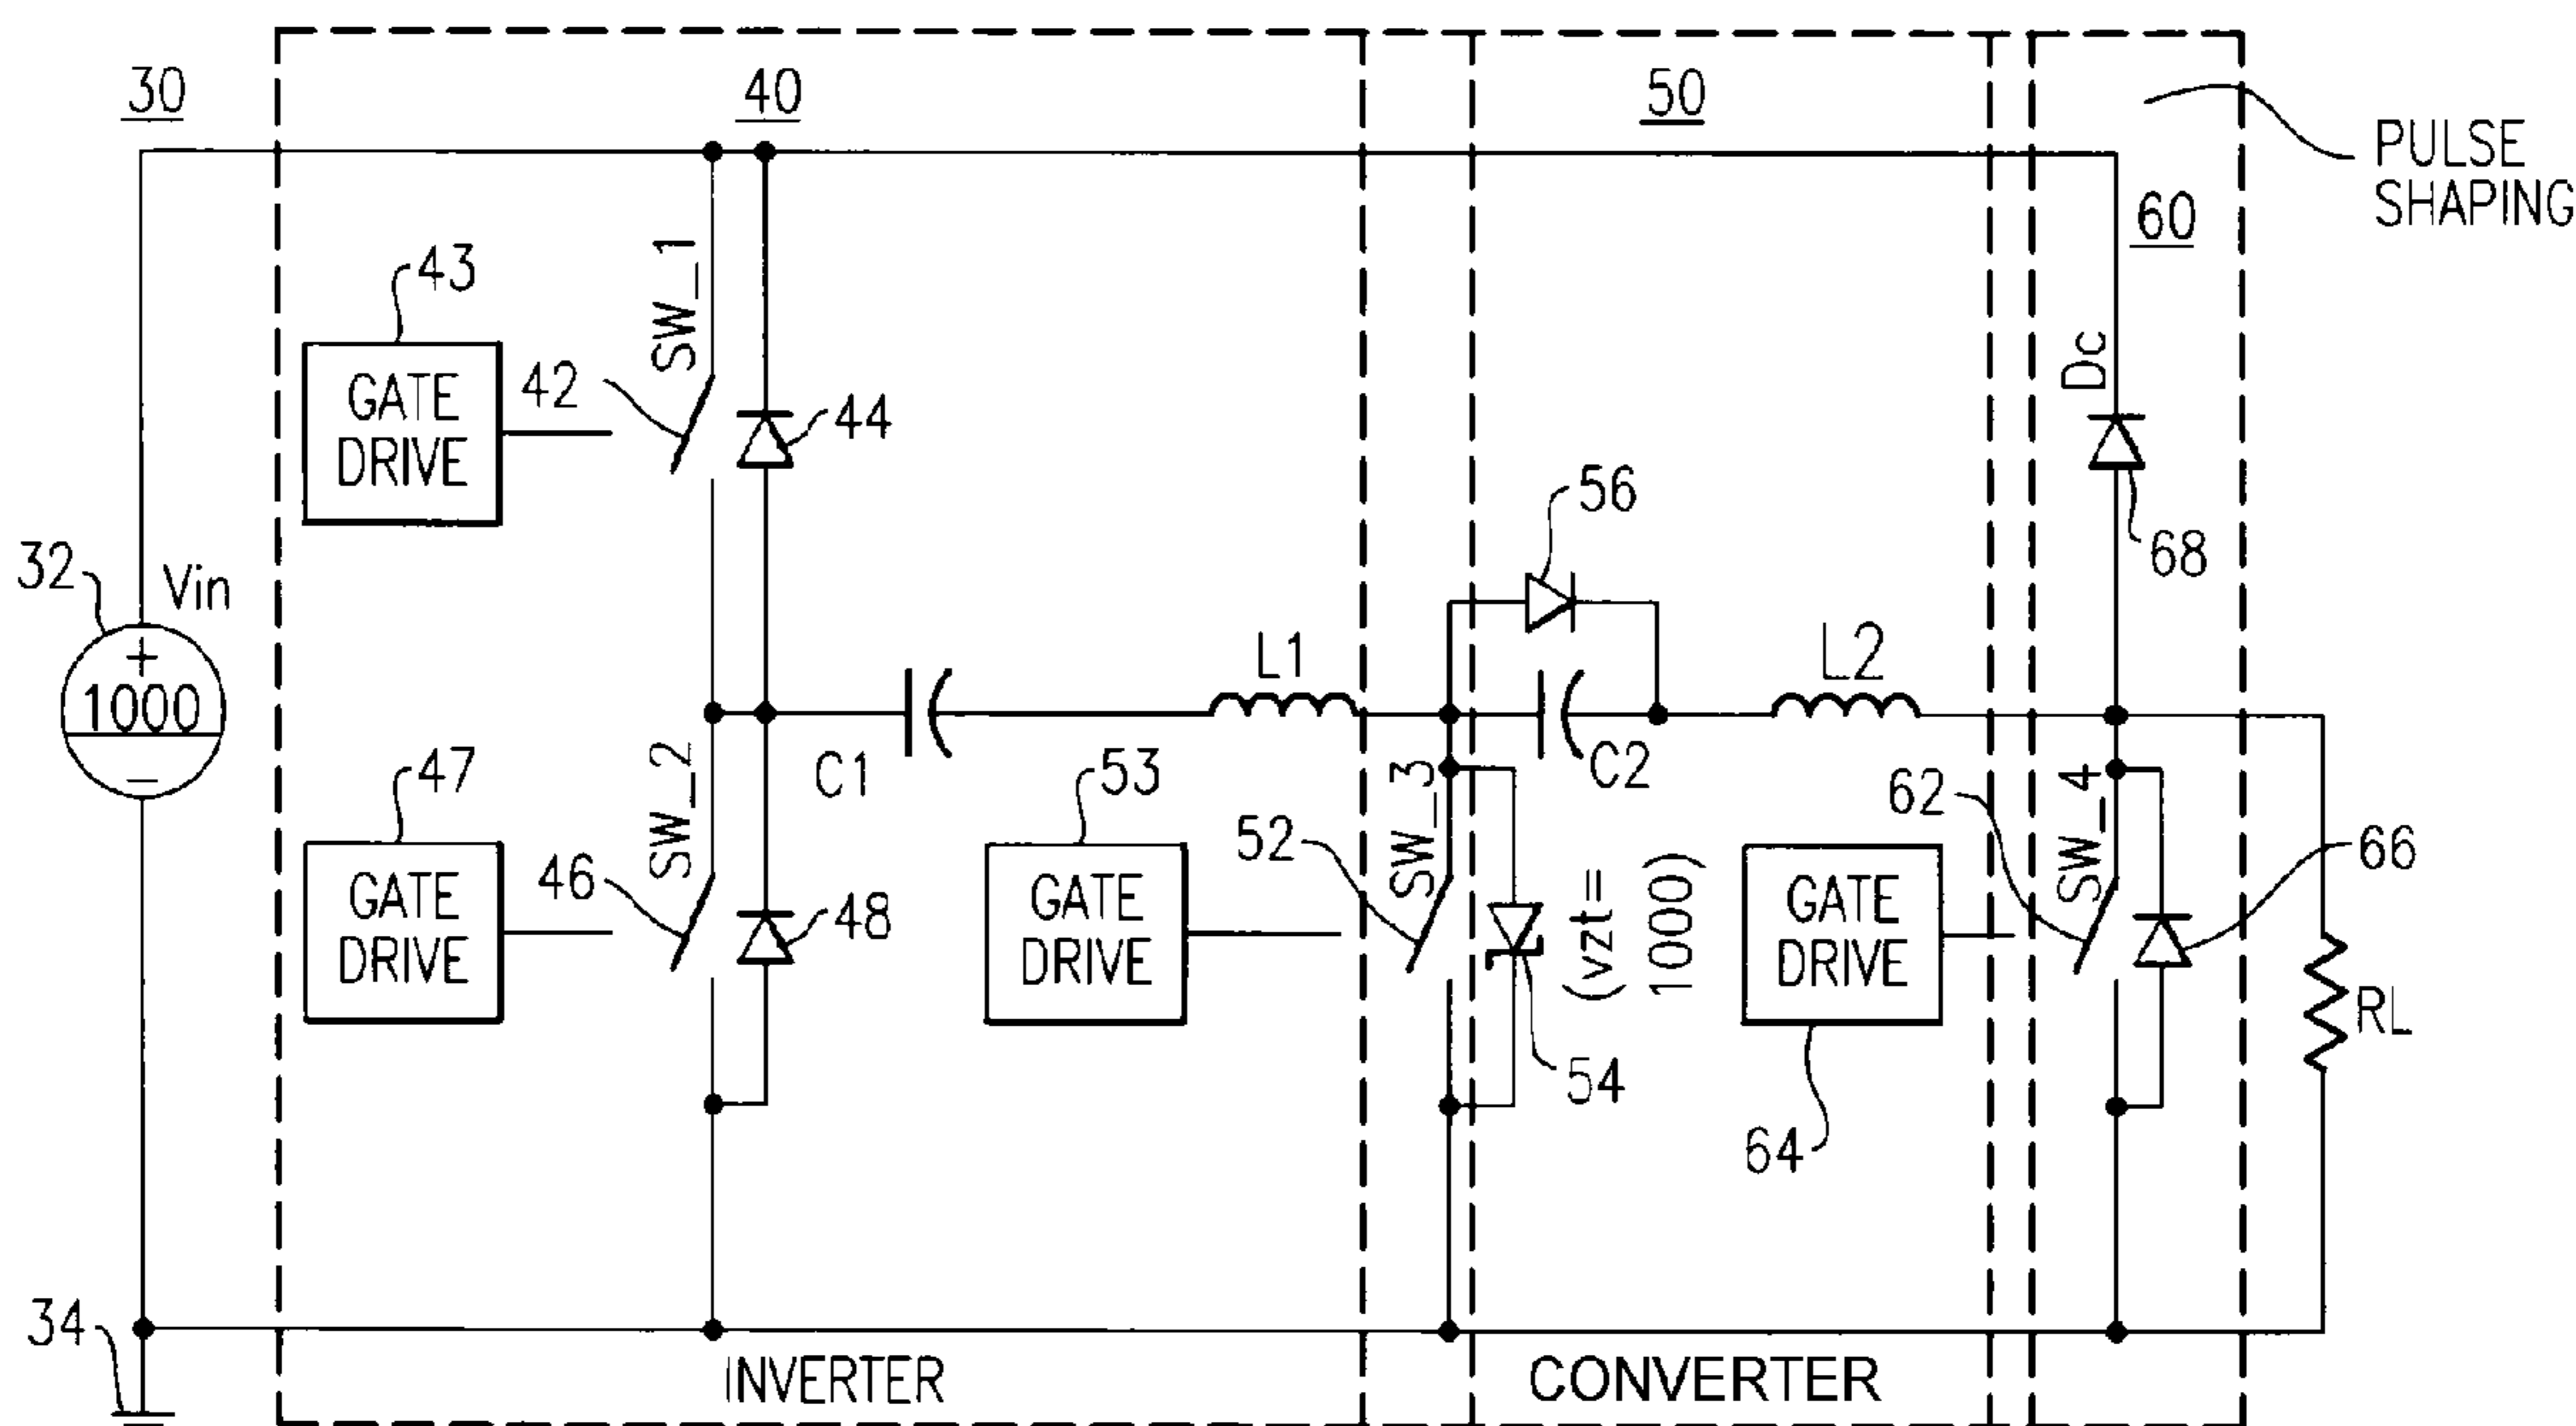 30
40
50
PULSE
SHAPING
60
43
SW_1
Dc
GATE
DRIVE
42
44
56
68
32
Vin
+
1000
−
L1
L2
C1
C2
47
SW_2
53
SW_3
62
SW_4
GATE
DRIVE
46
48
GATE
DRIVE
52
(vzt=
1000)
GATE
DRIVE
66
RL
54
64
34
INVERTER
CONVERTER